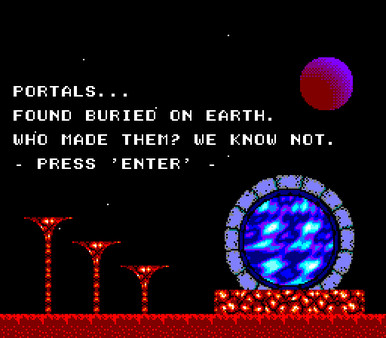 PORTALS...
FOUND BURIED ON EARTH.
WHO MADE THEM? WE KNOW NOT.
- PRESS 'ENTER' -